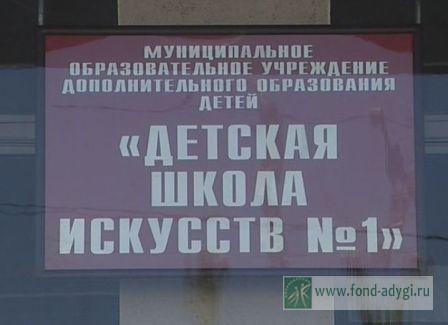 МУНИЦИПАЛЬНОЕ
ОБРАЗОВАТЕЛЬНОЕ УЧРЕЖДЕНИЕ
ДОПОЛНИТЕЛЬНОГО ОБРАЗОВАНИЯ
ДЕТЕЙ
«ДЕТСКАЯ
ШКОЛА
ИСКУССТВ №1»
www.fond-adygi.ru